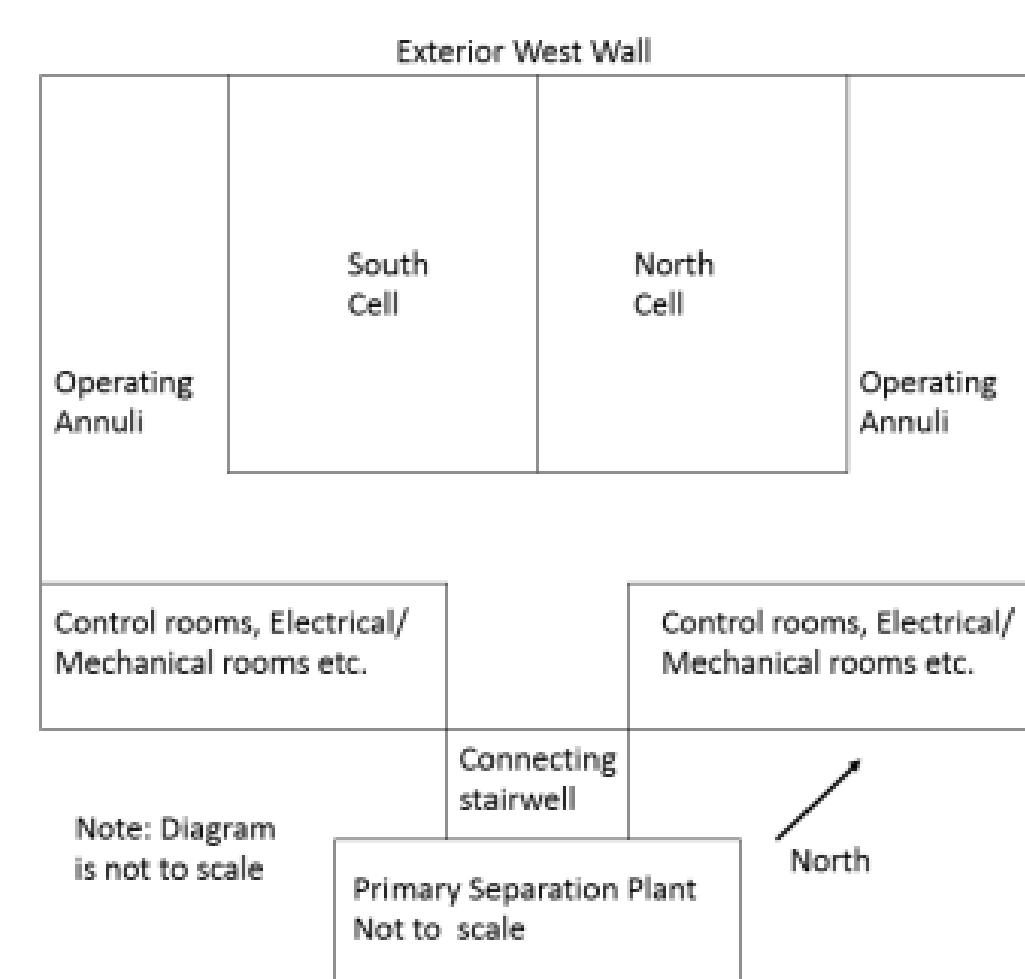 Exterior West Wall
South
Cell
North
Cell
Operating
Annuli
Operating
Annuli
Control rooms, Electrical/
Mechanical rooms etc.
Control rooms, Electrical/
Mechanical rooms etc.
Connecting
stairwell
Note: Diagram
is not to scale
North
Primary Separation Plant
Not to scale